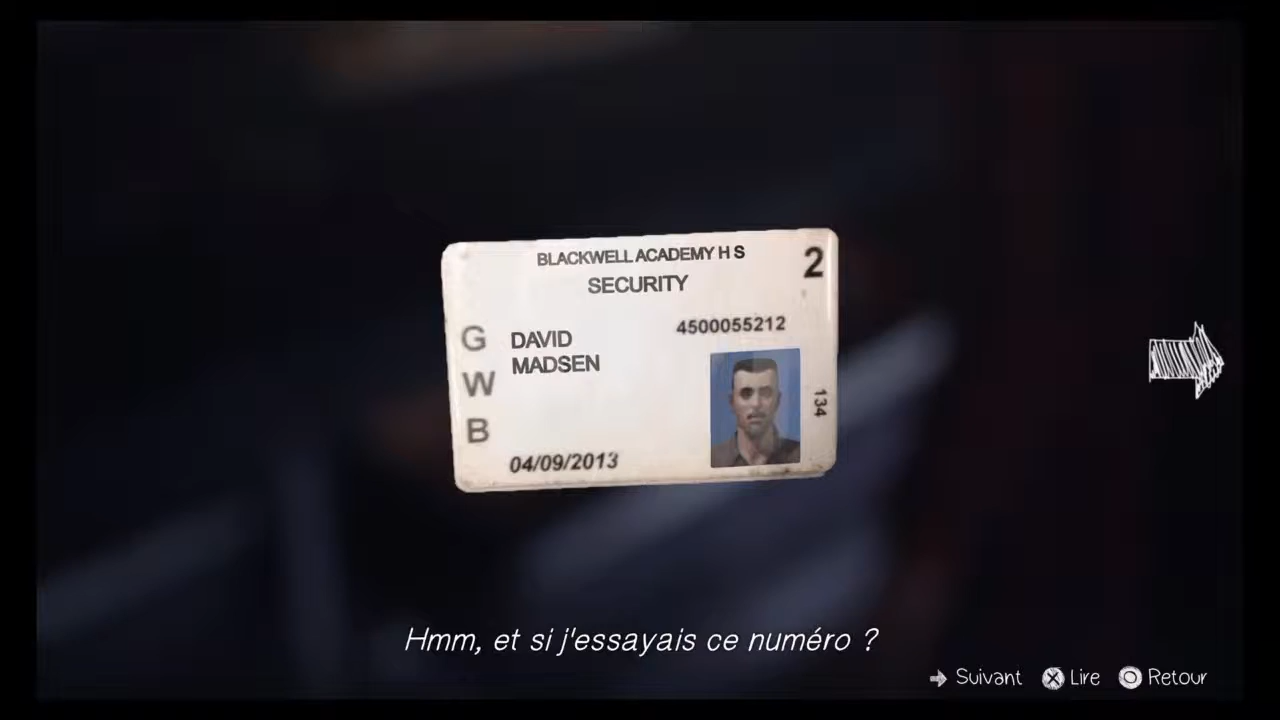 BLACKWELL ACADEMY H S
2
SECURITY
4500055212
G
DAVID
W
MADSEN
B
134
04/09/2013
Hmm, et si j'essayais ce numéro ?
Suivant
Lire
Retour